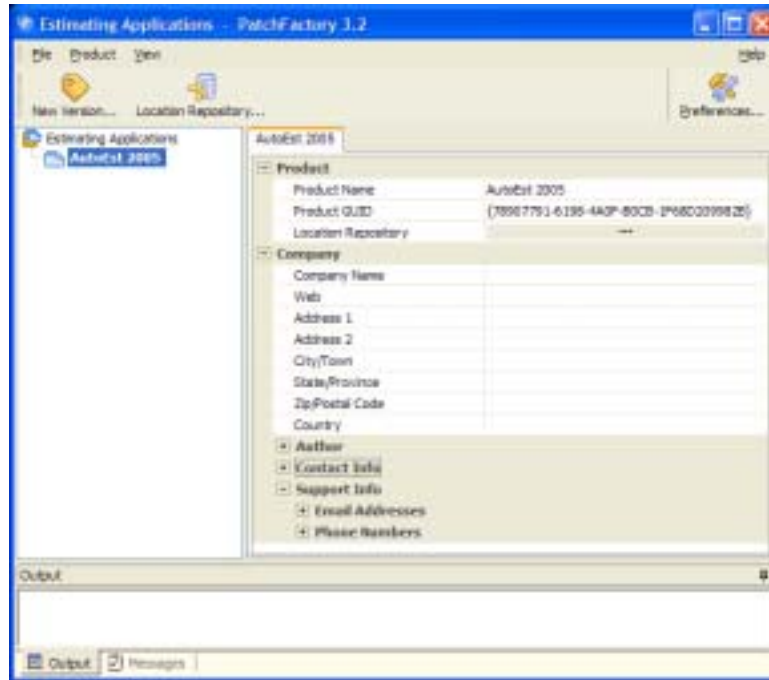 Estimating Applications - PatchFactory 3.2
File Product View Help
New Version... Location Repository... Preferences...
Estimating Applications
AutoEst 2005
AutoEst 2005
Product
Product Name AutoEst 2005
Product GUID
Location Repository ...
Company
Company Name
Web
Address 1
Address 2
City/Town
State/Province
Zip/Postal Code
Country
Author
Contact Info
Support Info
Email Addresses
Phone Numbers
Output
Output Messages